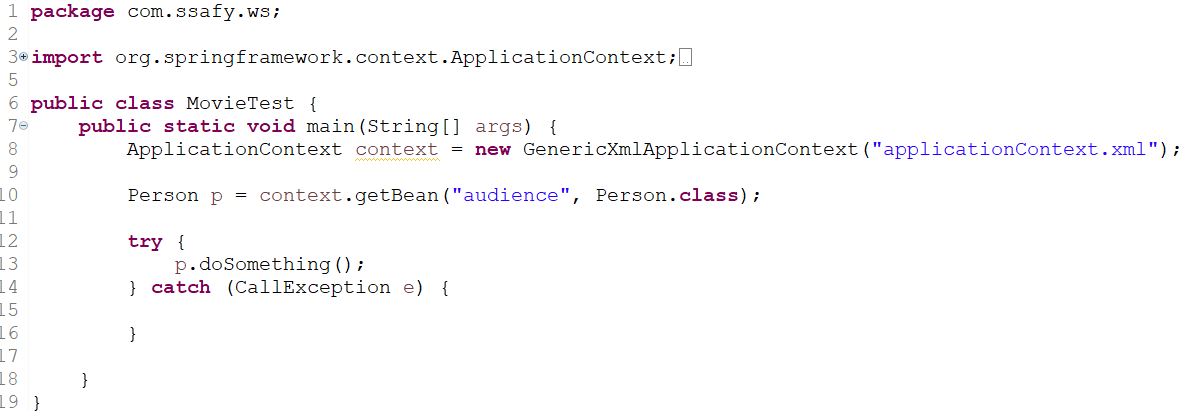 1 package com.ssafy.ws;
2
3 import org.springframework.context.ApplicationContext;
5
6 public class MovieTest {
7     public static void main(String[] args) {
8         ApplicationContext context = new GenericXmlApplicationContext("applicationContext.xml");
9
10         Person p = context.getBean("audience", Person.class);
11
12         try {
13             p.doSomething();
14         } catch (CallException e) {
15
16         }
17
18     }
19 }